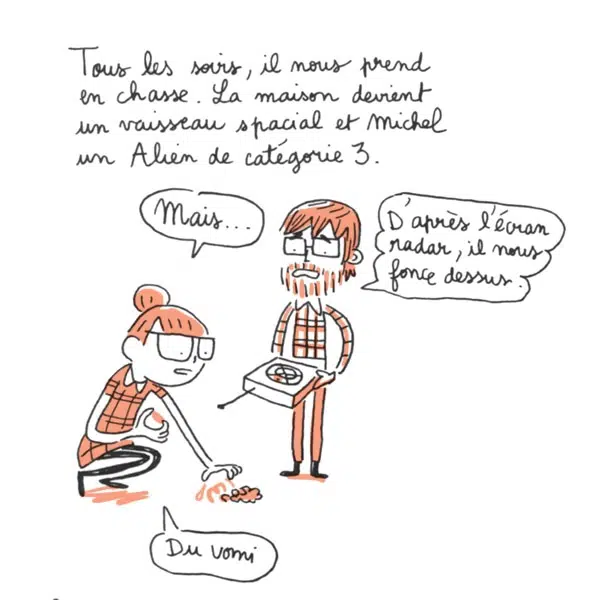 Tous les soirs, il nous prend
en chasse. La maison devient
un vaisseau spacial et Michel
un Alien de catégorie 3.
Mais...
D'après l'écran
radar, il nous
fonce dessus.
Du vomi